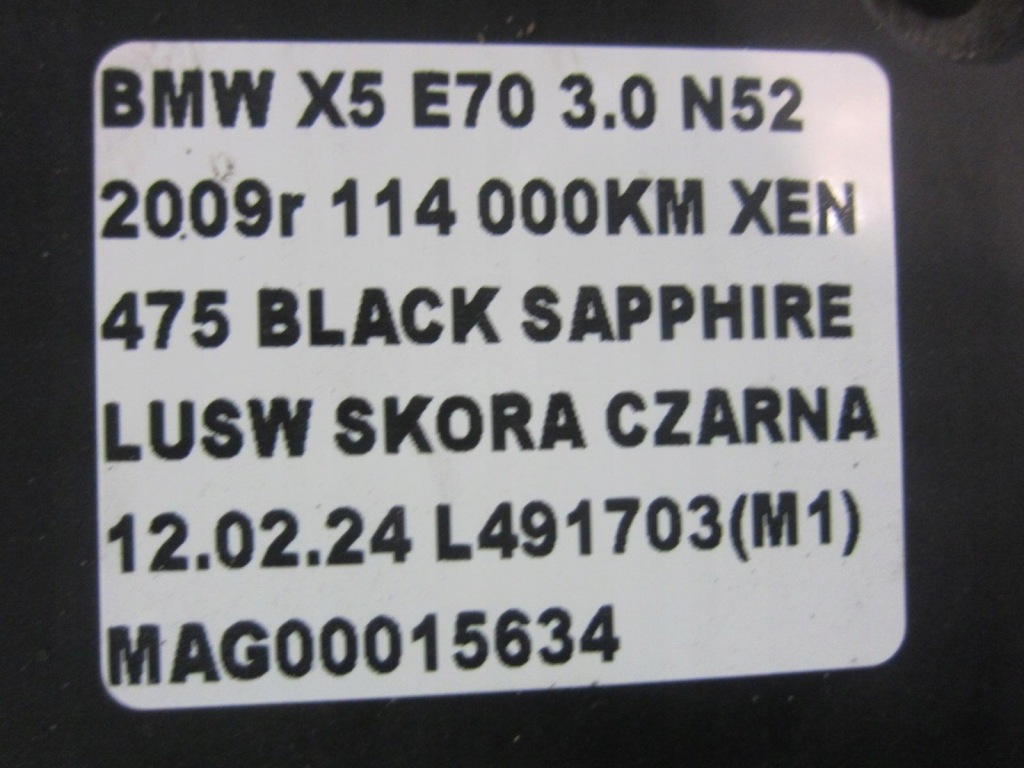 BMW X5 E70 3.0 N52
2009r 114 000KM XEN
475 BLACK SAPPHIRE
LUSW SKORA CZARNA
12.02.24 L491703(M1)
MAG00015634